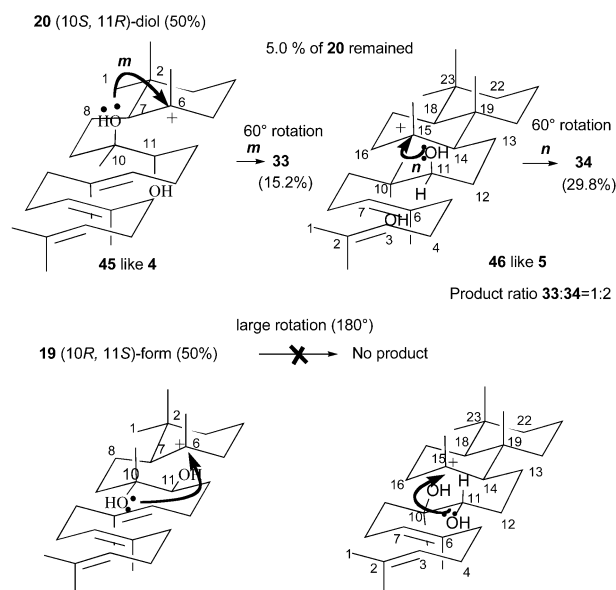 20 (10S, 11R)-diol (50%)
5.0 % of 20 remained
m
1
2
8
7
6
+
HO
11
10
OH
45 like 4
60° rotation
m
33
(15.2%)
23
22
18
19
+
15
13
16
OH
14
n
11
10
H
12
7
6
OH
1
2
3
4
46 like 5
60° rotation
n
34
(29.8%)
Product ratio 33:34=1:2
large rotation (180°)
19 (10R, 11S)-form (50%)
No product
1
2
8
7
+
6
10
11
OH
HO
23
22
18
19
15
+
13
16
H
14
OH
11
10
OH
12
7
6
1
2
3
4